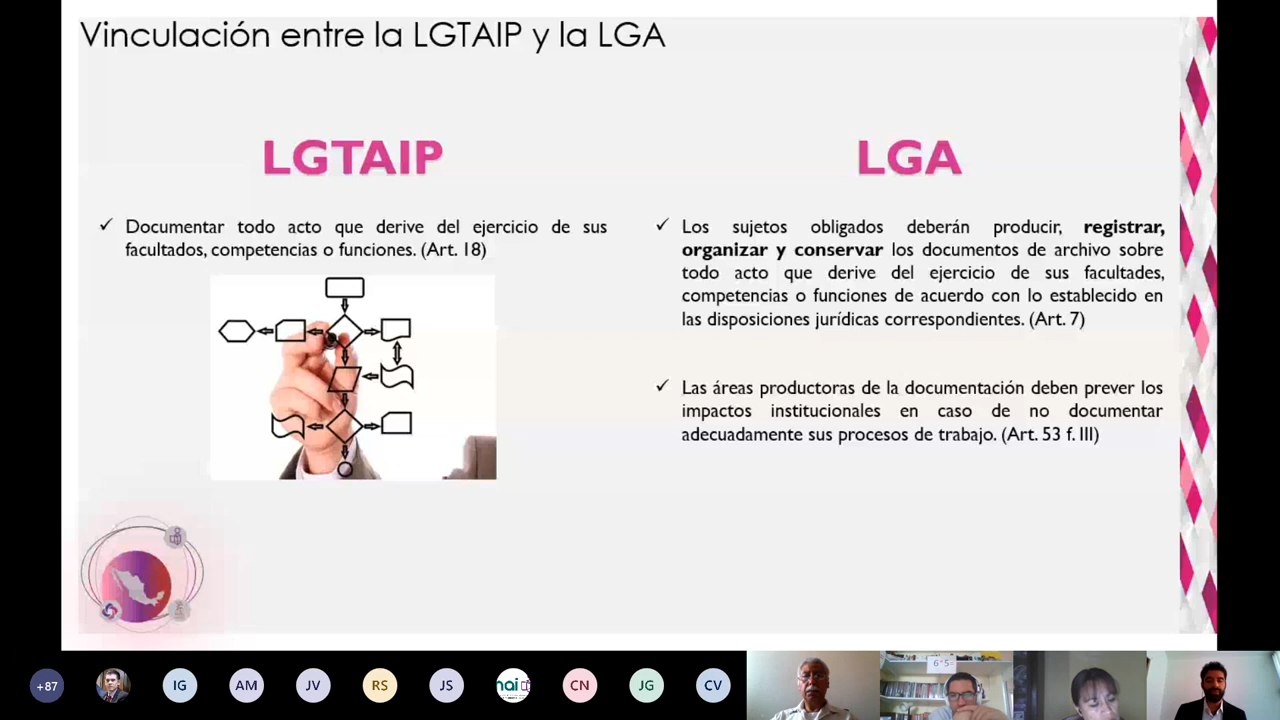 Vinculación entre la LGTAIP y la LGA
LGTAIP
✓ Documentar todo acto que derive del ejercicio de sus
facultados, competencias o funciones. (Art. 18)
LGA
✓ Los sujetos obligados deberán producir, registrar,
organizar y conservar los documentos de archivo sobre
todo acto que derive del ejercicio de sus facultades,
competencias o funciones de acuerdo con lo establecido en
las disposiciones jurídicas correspondientes. (Art. 7)
✓ Las áreas productoras de la documentación deben prever los
impactos institucionales en caso de no documentar
adecuadamente sus procesos de trabajo. (Art. 53 f. III)
+87
IG
AM
JV
RS
JS
nai
CN
JG
CV